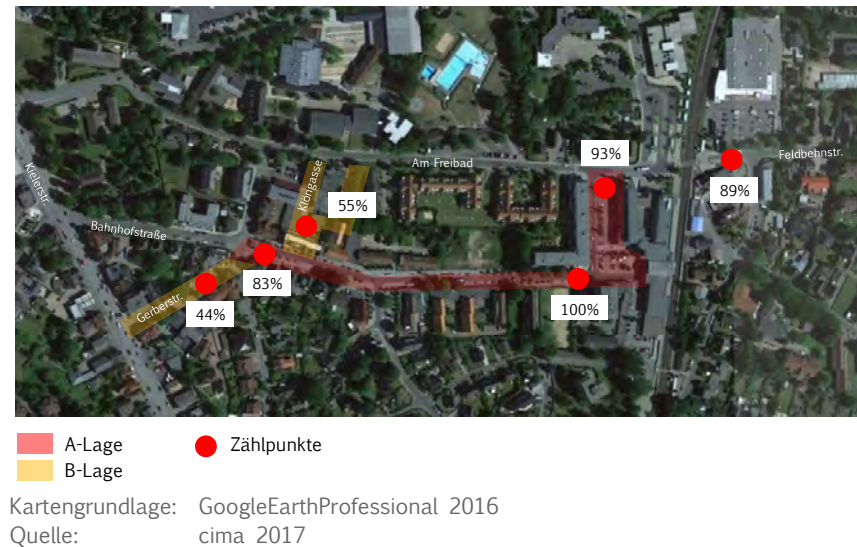 Kielerstr.
Bahnhofstraße
Gerberstr.
Klöngasse
Am Freibad
Feldbehnstr.
93%
89%
55%
83%
44%
100%
A-Lage
Zählpunkte
B-Lage
Kartengrundlage: GoogleEarthProfessional 2016
Quelle: cima 2017